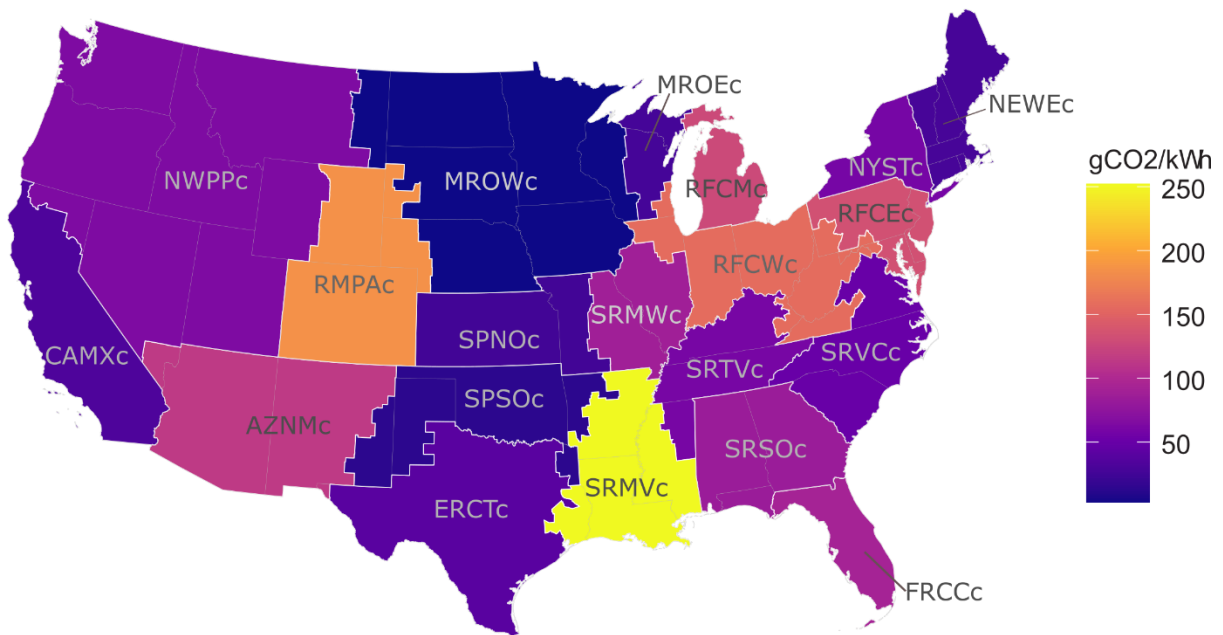 MROEc
NEWEc
gCO2/kWh
NWPPc
MROWc
RFCMc
NYSTc
250
RFCEc
200
RMPAc
RFCWc
SRMWc
150
CAMXc
SPNOc
SRTVc
SRVCc
100
AZNMc
SPSOc
SRSOc
50
ERCTc
SRMVc
FRCCc